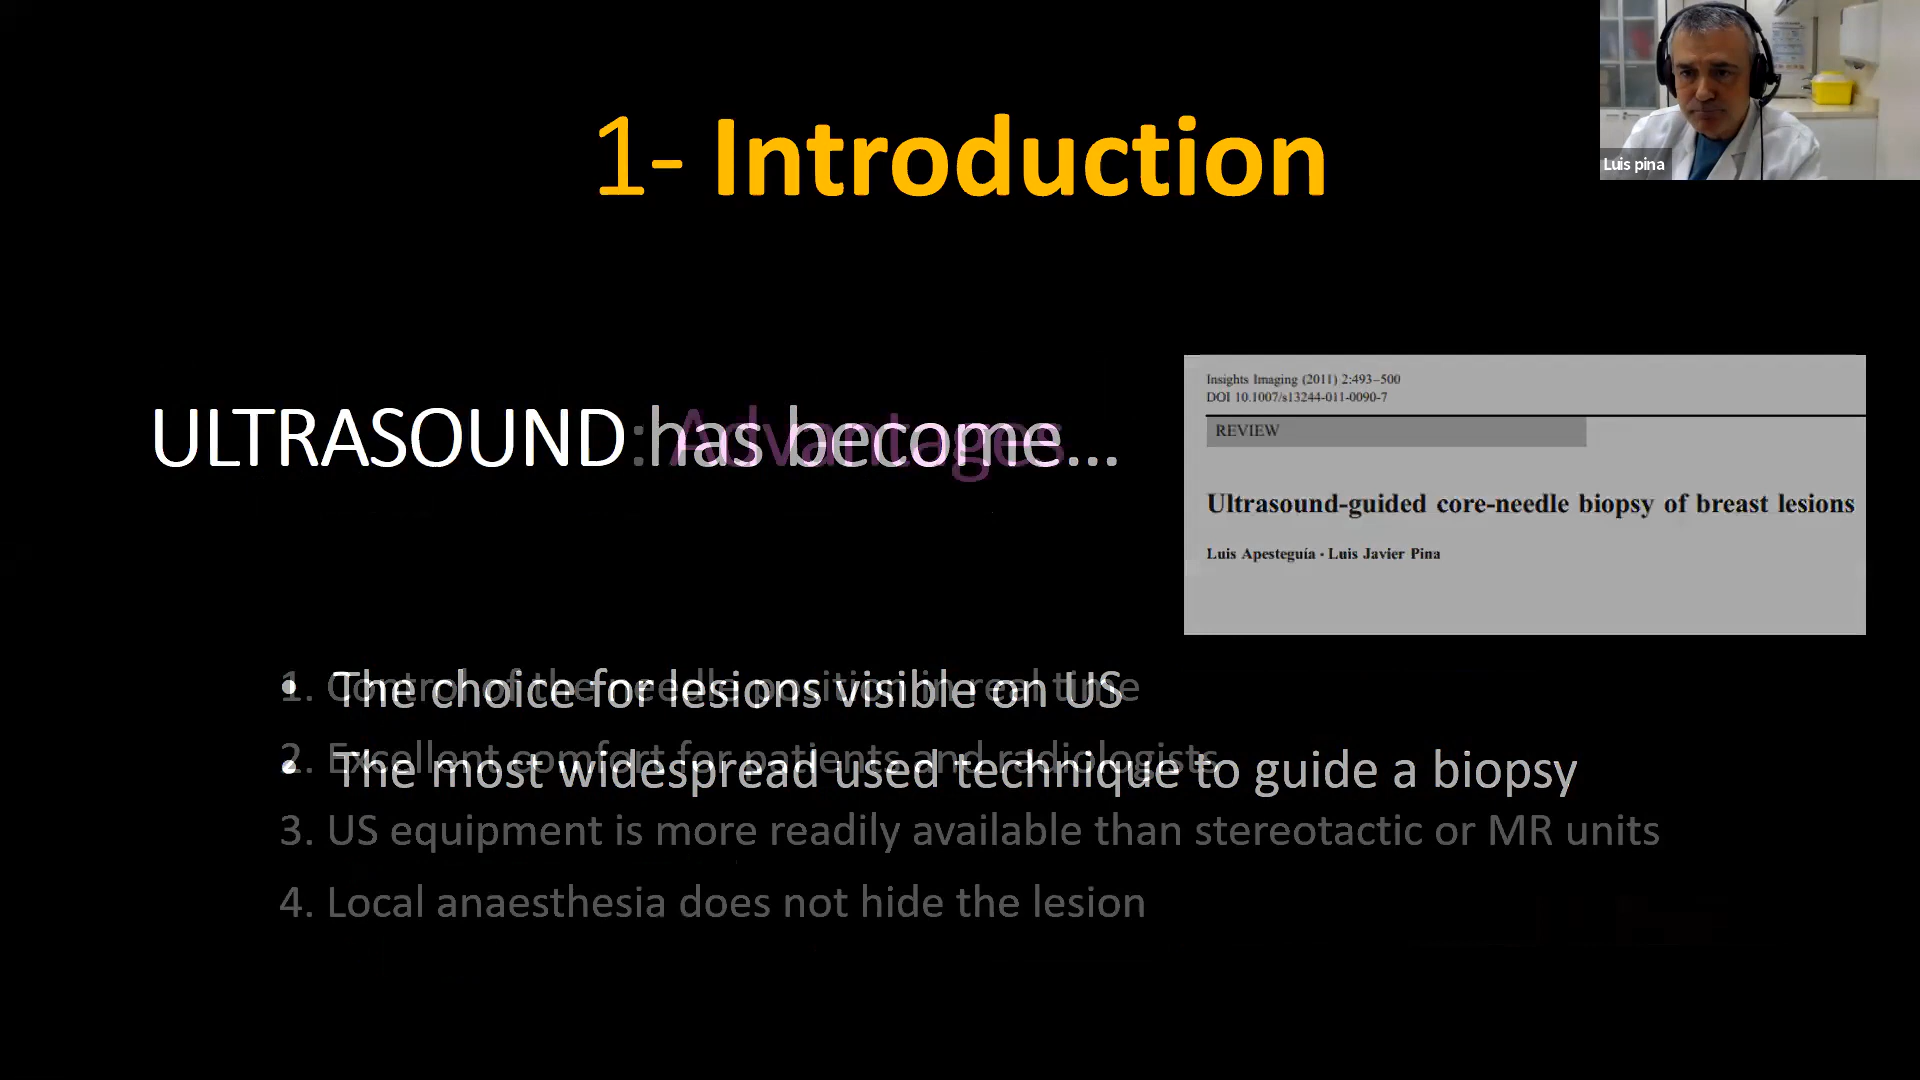 Luis pina
1- Introduction
ULTRASOUND has become...
: Advantages
Insights Imaging (2011) 2:493–500
DOI 10.1007/s13244-011-0090-7
REVIEW
Ultrasound-guided core-needle biopsy of breast lesions
Luis Apesteguía · Luis Javier Pina
• The choice for lesions visible on US
1. Control of the needle position in real time
• The most widespread used technique to guide a biopsy
2. Excellent comfort for patients and radiologists
3. US equipment is more readily available than stereotactic or MR units
4. Local anaesthesia does not hide the lesion